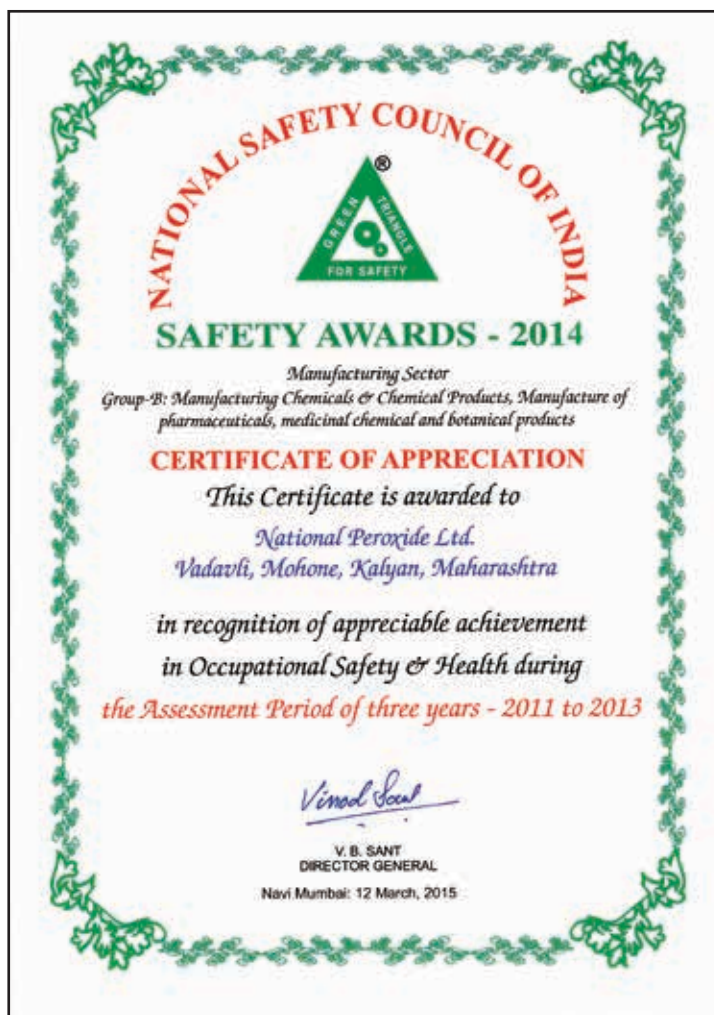 NATIONAL SAFETY COUNCIL OF INDIA
®
GREEN TRIANGLE
FOR SAFETY
SAFETY AWARDS - 2014
Manufacturing Sector
Group-B: Manufacturing Chemicals & Chemical Products, Manufacture of
pharmaceuticals, medicinal chemical and botanical products
CERTIFICATE OF APPRECIATION
This Certificate is awarded to
National Peroxide Ltd.
Vadavli, Mohone, Kalyan, Maharashtra
in recognition of appreciable achievement
in Occupational Safety & Health during
the Assessment Period of three years - 2011 to 2013
V. B. SANT
DIRECTOR GENERAL
Navi Mumbai: 12 March, 2015